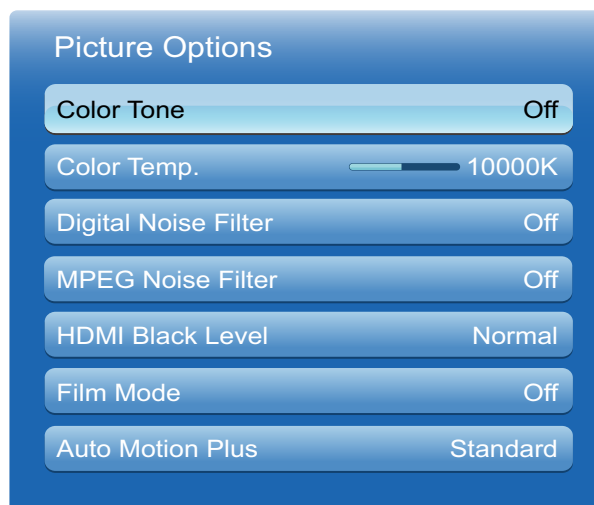 Picture Options
Color Tone Off
Color Temp. 10000K
Digital Noise Filter Off
MPEG Noise Filter Off
HDMI Black Level Normal
Film Mode Off
Auto Motion Plus Standard